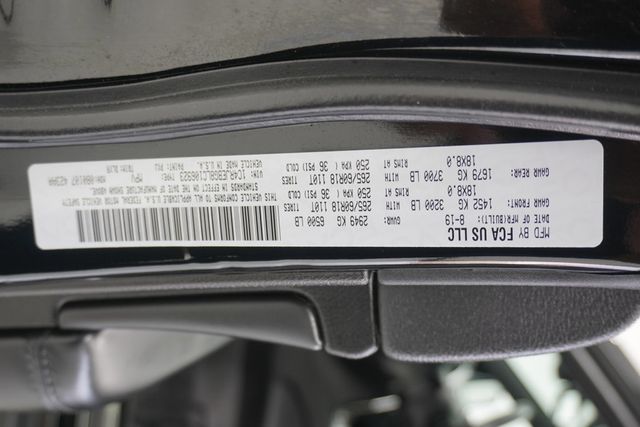 MFD BY FCA US LLC
DATE OF MFR(BUILT): 8-19 GVWR: 2949 KG 6500 LB
GAWR FRONT: 1452 KG 3200 LB WITH 265/60R18 110T
18X8.0 RIMS AT 250 KPA ( 36 PSI) COLD
GAWR REAR: 1679 KG 3700 LB WITH 265/60R18 110T
18X8.0 RIMS AT 250 KPA ( 36 PSI) COLD
THIS VEHICLE CONFORMS TO ALL APPLICABLE U.S.A. FEDERAL MOTOR VEHICLE SAFETY
STANDARDS IN EFFECT ON THE DATE OF MANUFACTURE SHOWN ABOVE.
TYPE: MPV
VEHICLE MADE IN U.S.A. PAINT: PAU TRIM: